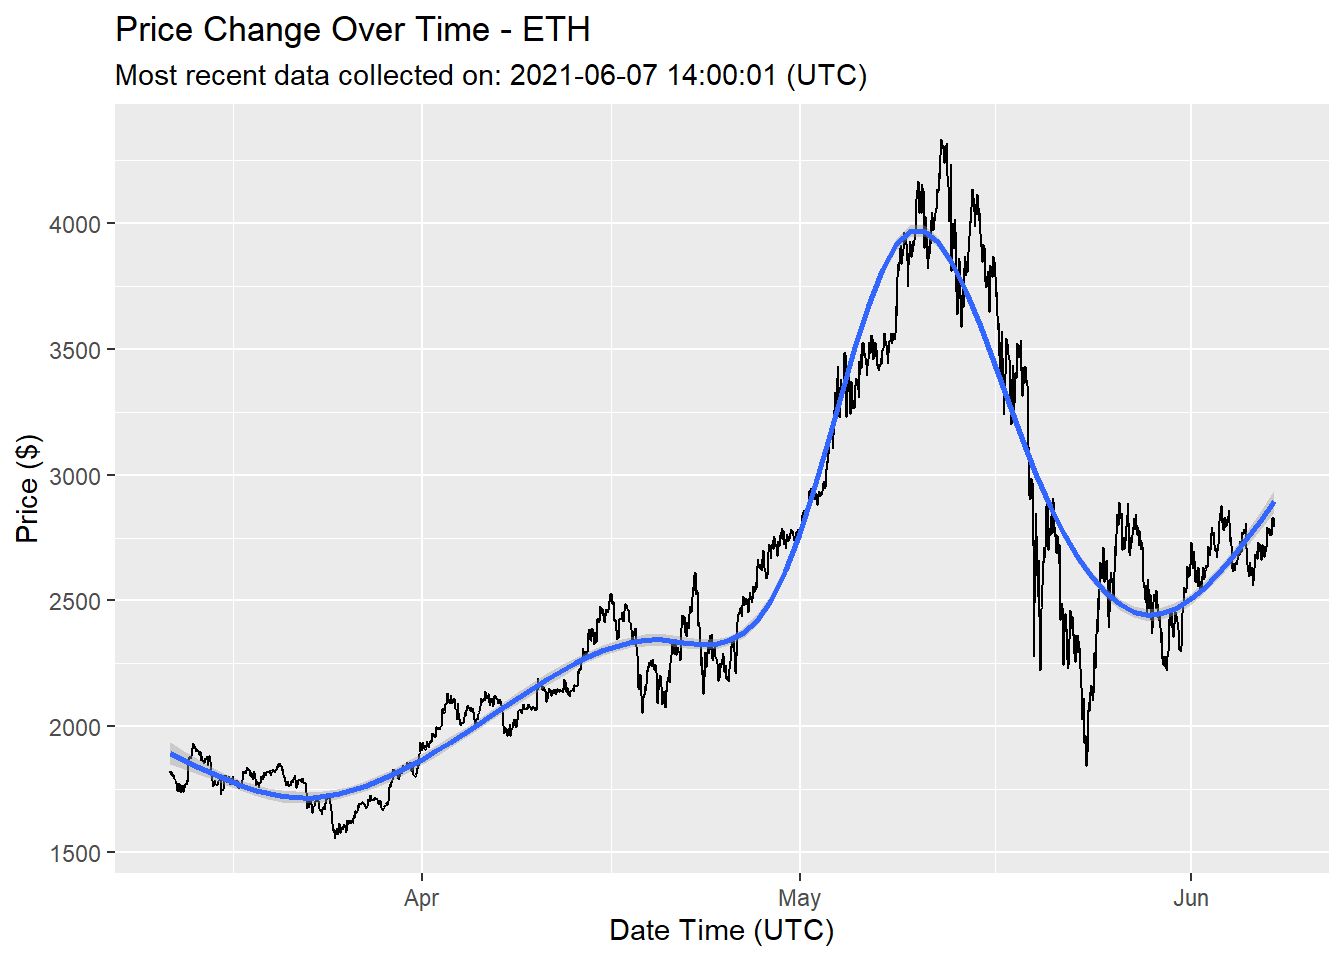 Price Change Over Time - ETH
Most recent data collected on: 2021-06-07 14:00:01 (UTC)
Price ($)
4000
3500
3000
2500
2000
1500
Apr
May
Jun
Date Time (UTC)